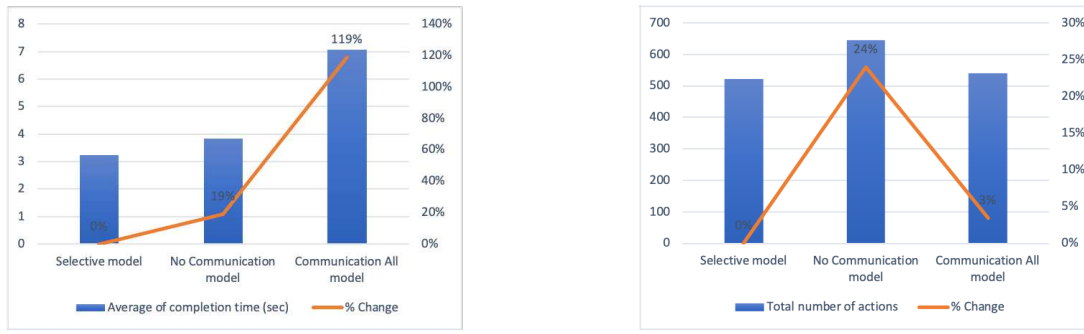 8
7
6
5
4
3
2
1
0
140%
120%
100%
80%
60%
40%
20%
0%
119%
19%
0%
Selective model
No Communication
model
Communication All
model
Average of completion time (sec)
% Change
700
600
500
400
300
200
100
0
30%
25%
20%
15%
10%
5%
0%
24%
3%
0%
Selective model
No Communication
model
Communication All
model
Total number of actions
% Change